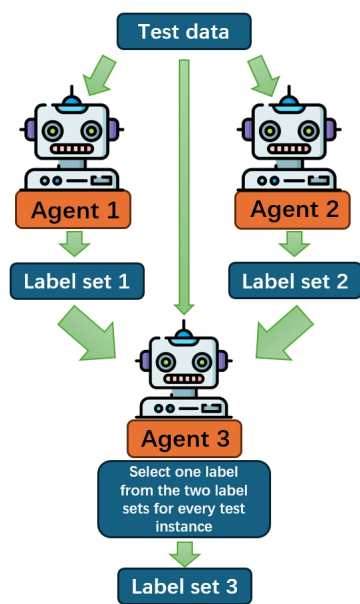 Test data
Agent 1
Agent 2
Label set 1
Label set 2
Agent 3
Select one label
from the two label
sets for every test
instance
Label set 3